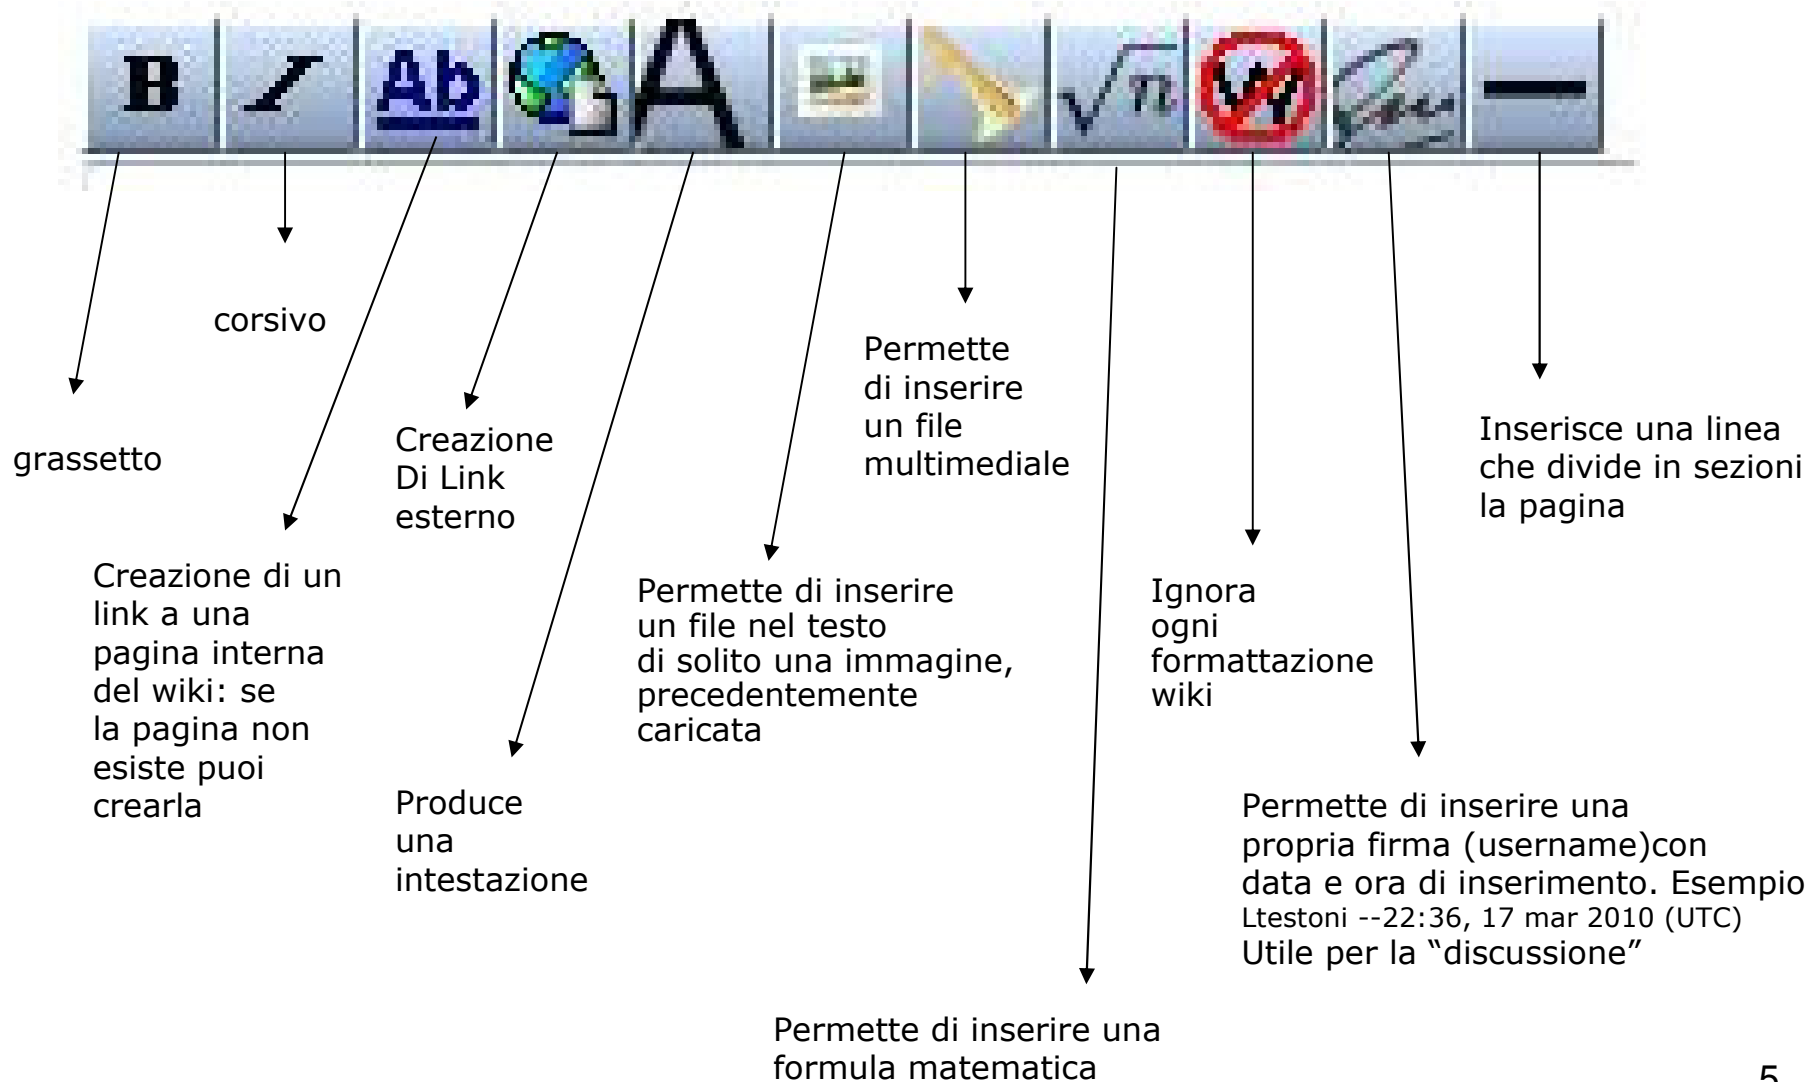 B I Ab A √n W
corsivo
grassetto
Creazione
Di Link
esterno
Permette
di inserire
un file
multimediale
Inserisce una linea
che divide in sezioni
la pagina
Creazione di un
link a una
pagina interna
del wiki: se
la pagina non
esiste puoi
crearla
Permette di inserire
un file nel testo
di solito una immagine,
precedentemente
caricata
Ignora
ogni
formattazione
wiki
Produce
una
intestazione
Permette di inserire una
propria firma (username)con
data e ora di inserimento. Esempio
Ltestoni --22:36, 17 mar 2010 (UTC)
Utile per la “discussione”
Permette di inserire una
formula matematica
5